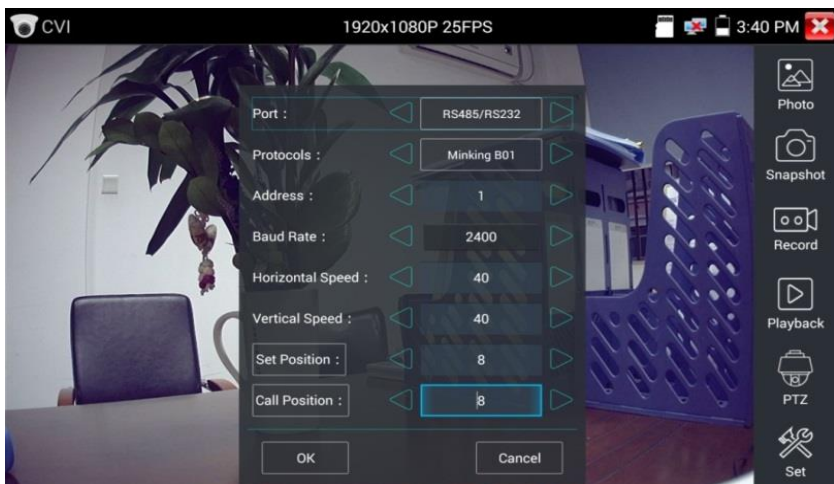 CVI 1920x1080P 25FPS 3:40 PM
Photo
Snapshot
Record
Playback
PTZ
Set
Port : RS485/RS232
Protocols : Minking B01
Address : 1
Baud Rate : 2400
Horizontal Speed : 40
Vertical Speed : 40
Set Position : 8
Call Position : 8
OK Cancel